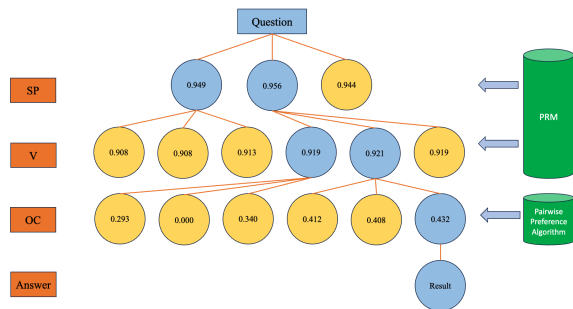 Question
SP
0.949
0.956
0.944
PRM
V
0.908
0.908
0.913
0.919
0.921
0.919
OC
0.293
0.000
0.340
0.412
0.408
0.432
Pairwise
Preference
Algorithm
Answer
Result